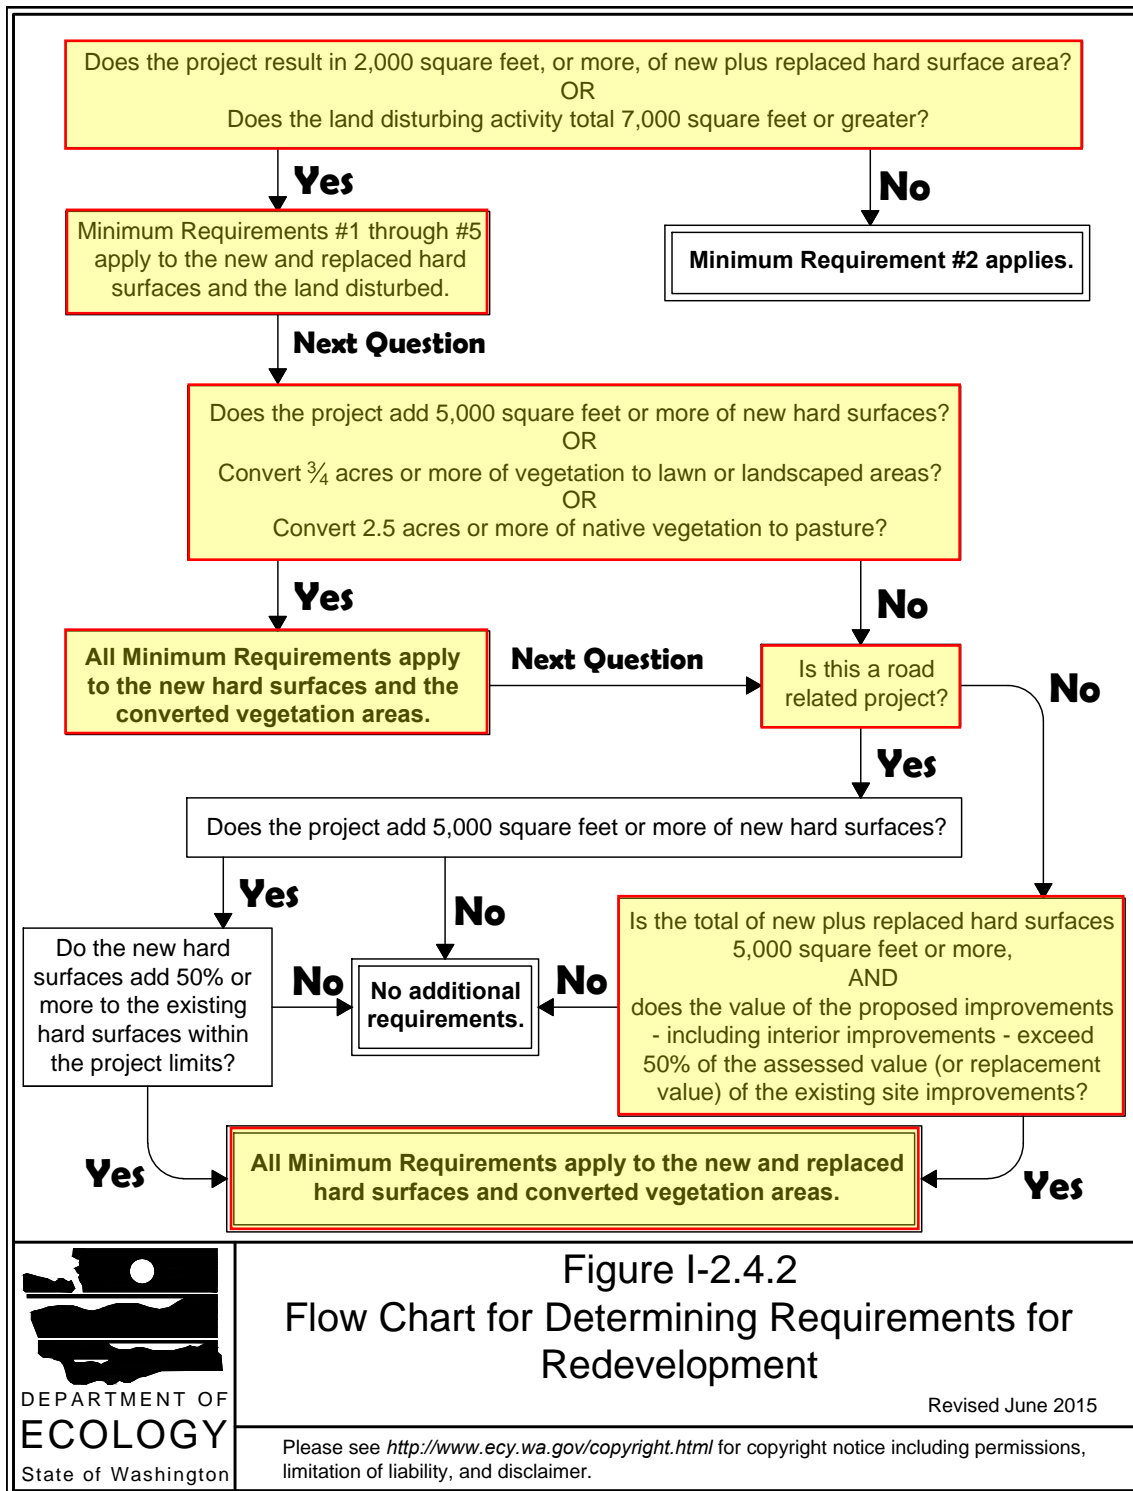 Does the project result in 2,000 square feet, or more, of new plus replaced hard surface area?
OR
Does the land disturbing activity total 7,000 square feet or greater?
Yes
No
Minimum Requirements #1 through #5
apply to the new and replaced hard
surfaces and the land disturbed.
Minimum Requirement #2 applies.
Next Question
Does the project add 5,000 square feet or more of new hard surfaces?
OR
Convert ¾ acres or more of vegetation to lawn or landscaped areas?
OR
Convert 2.5 acres or more of native vegetation to pasture?
Yes
No
All Minimum Requirements apply
to the new hard surfaces and the
converted vegetation areas.
Next Question
Is this a road
related project?
No
Yes
Does the project add 5,000 square feet or more of new hard surfaces?
Yes
No
Do the new hard
surfaces add 50% or
more to the existing
hard surfaces within
the project limits?
No
No additional
requirements.
No
Is the total of new plus replaced hard surfaces
5,000 square feet or more,
AND
does the value of the proposed improvements
- including interior improvements - exceed
50% of the assessed value (or replacement
value) of the existing site improvements?
Yes
All Minimum Requirements apply to the new and replaced
hard surfaces and converted vegetation areas.
Yes
DEPARTMENT OF
ECOLOGY
State of Washington
Figure I-2.4.2
Flow Chart for Determining Requirements for
Redevelopment
Revised June 2015
Please see http://www.ecy.wa.gov/copyright.html for copyright notice including permissions,
limitation of liability, and disclaimer.